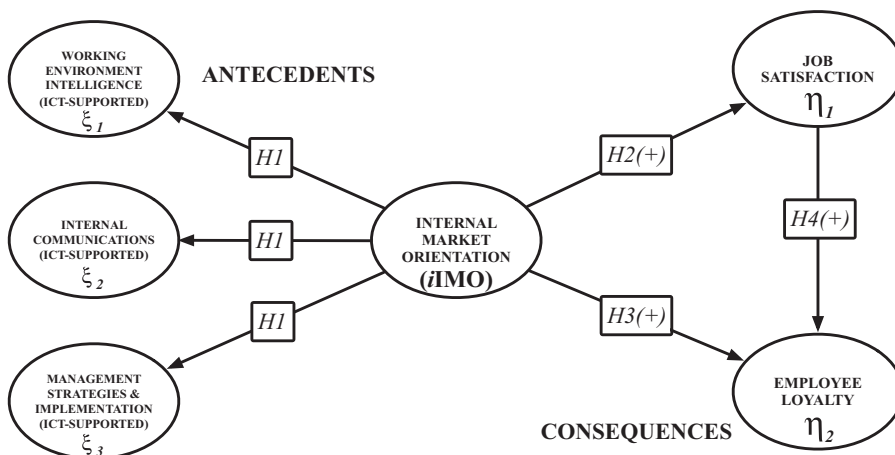 WORKING
ENVIRONMENT
INTELLIGENCE
(ICT-SUPPORTED)
ξ1
ANTECEDENTS
H1
INTERNAL
COMMUNICATIONS
(ICT-SUPPORTED)
ξ2
H1
MANAGEMENT
STRATEGIES &
IMPLEMENTATION
(ICT-SUPPORTED)
ξ3
H1
INTERNAL
MARKET
ORIENTATION
(iIMO)
H2(+)
H3(+)
JOB
SATISFACTION
η1
H4(+)
EMPLOYEE
LOYALTY
η2
CONSEQUENCES